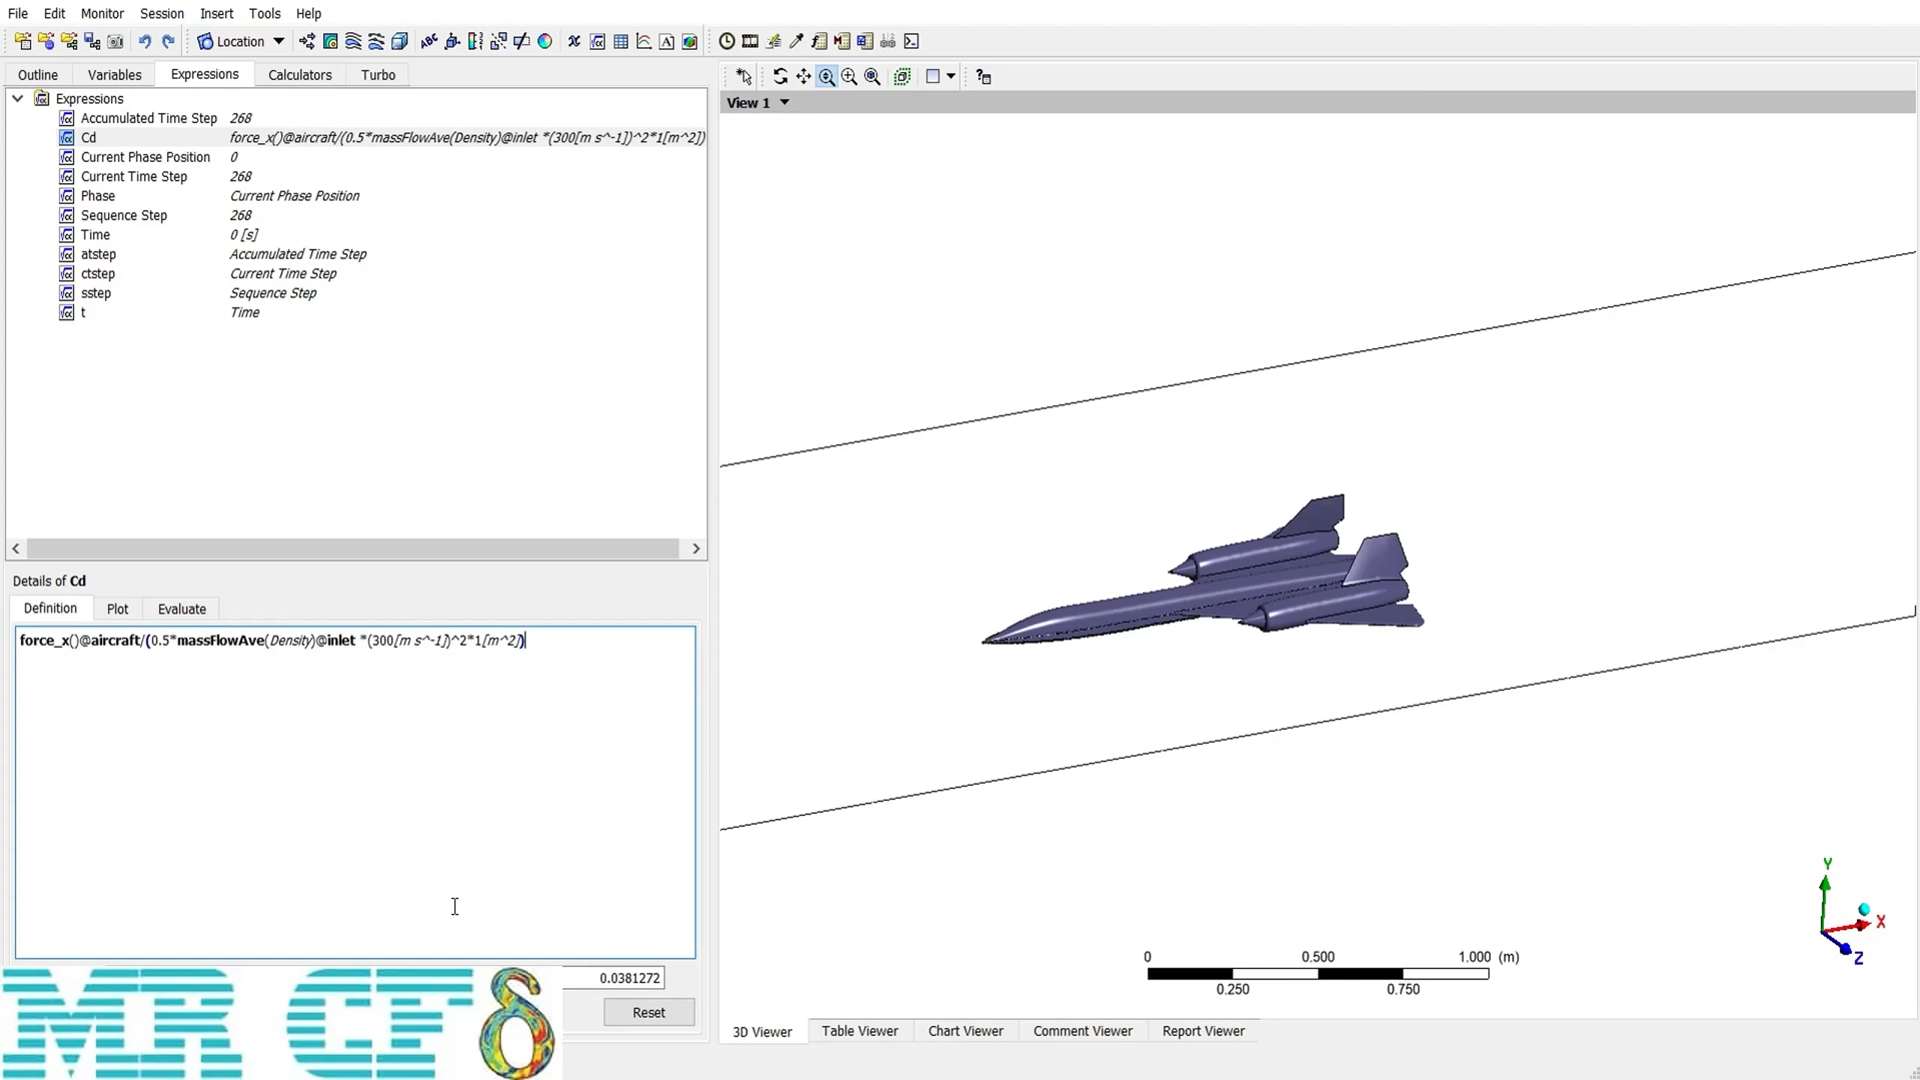 File Edit Monitor Session Insert Tools Help
Location
Outline Variables Expressions Calculators Turbo
View 1
Expressions
Accumulated Time Step 268
Cd force_x()@aircraft/(0.5*massFlowAve(Density)@inlet *(300[m s^-1])^2*1[m^2])
Current Phase Position 0
Current Time Step 268
Phase Current Phase Position
Sequence Step 268
Time 0 [s]
atstep Accumulated Time Step
ctstep Current Time Step
sstep Sequence Step
t Time
Details of Cd
Definition Plot Evaluate
force_x()@aircraft/(0.5*massFlowAve(Density)@inlet *(300[m s^-1])^2*1[m^2])
0.0381272
Reset
MR CFδ
Y
X
Z
0 0.500 1.000 (m)
0.250 0.750
3D Viewer Table Viewer Chart Viewer Comment Viewer Report Viewer